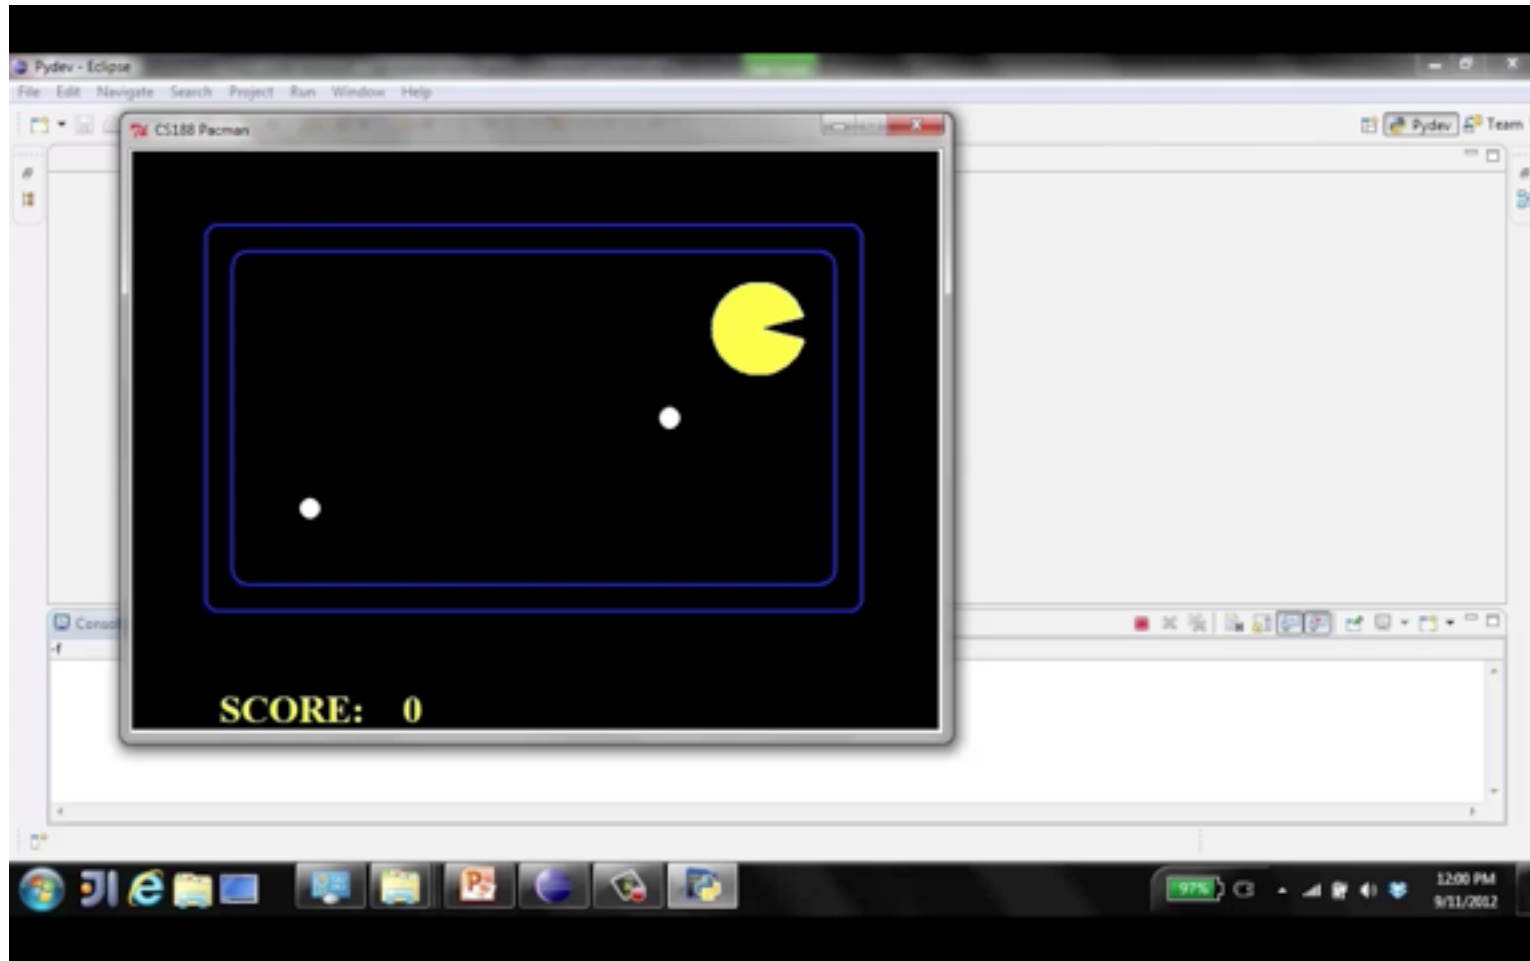 Pydev - Eclipse
File Edit Navigate Search Project Run Window Help
CS188 Pacman
Pydev Team
Consol
-f
SCORE: 0
97%
12:00 PM
9/11/2012